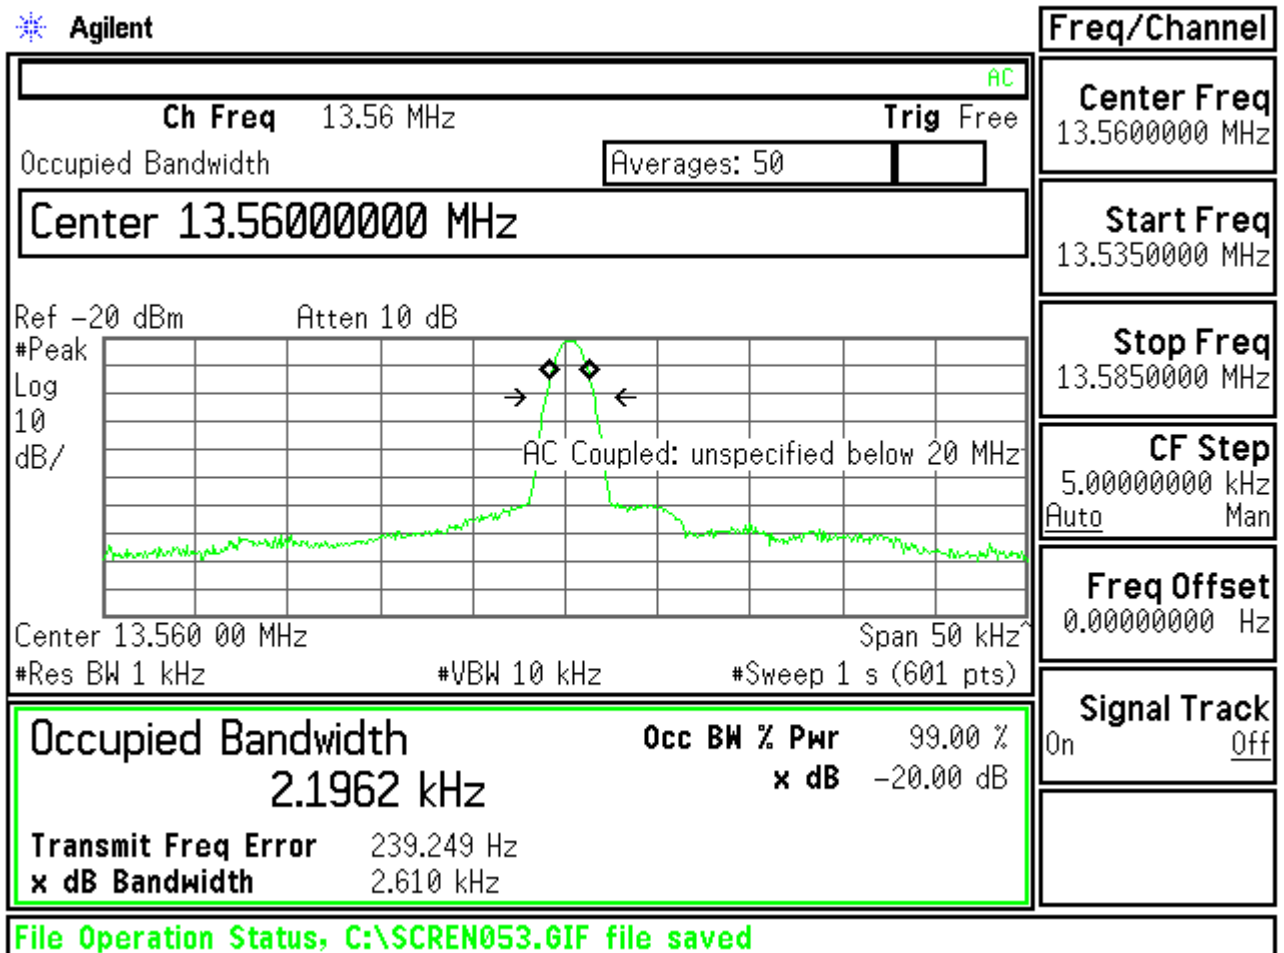 Agilent
Freq/Channel
AC
Ch Freq 13.56 MHz Trig Free
Occupied Bandwidth Averages: 50
Center 13.56000000 MHz
Ref -20 dBm Atten 10 dB
#Peak
Log
10
dB/
AC Coupled: unspecified below 20 MHz
Center 13.560 00 MHz Span 50 kHz^
#Res BW 1 kHz #VBW 10 kHz #Sweep 1 s (601 pts)
Occupied Bandwidth Occ BW % Pwr 99.00 %
2.1962 kHz x dB -20.00 dB
Transmit Freq Error 239.249 Hz
x dB Bandwidth 2.610 kHz
Center Freq
13.5600000 MHz
Start Freq
13.5350000 MHz
Stop Freq
13.5850000 MHz
CF Step
5.00000000 kHz
Auto Man
Freq Offset
0.00000000 Hz
Signal Track
On Off
File Operation Status, C:\SCREN053.GIF file saved